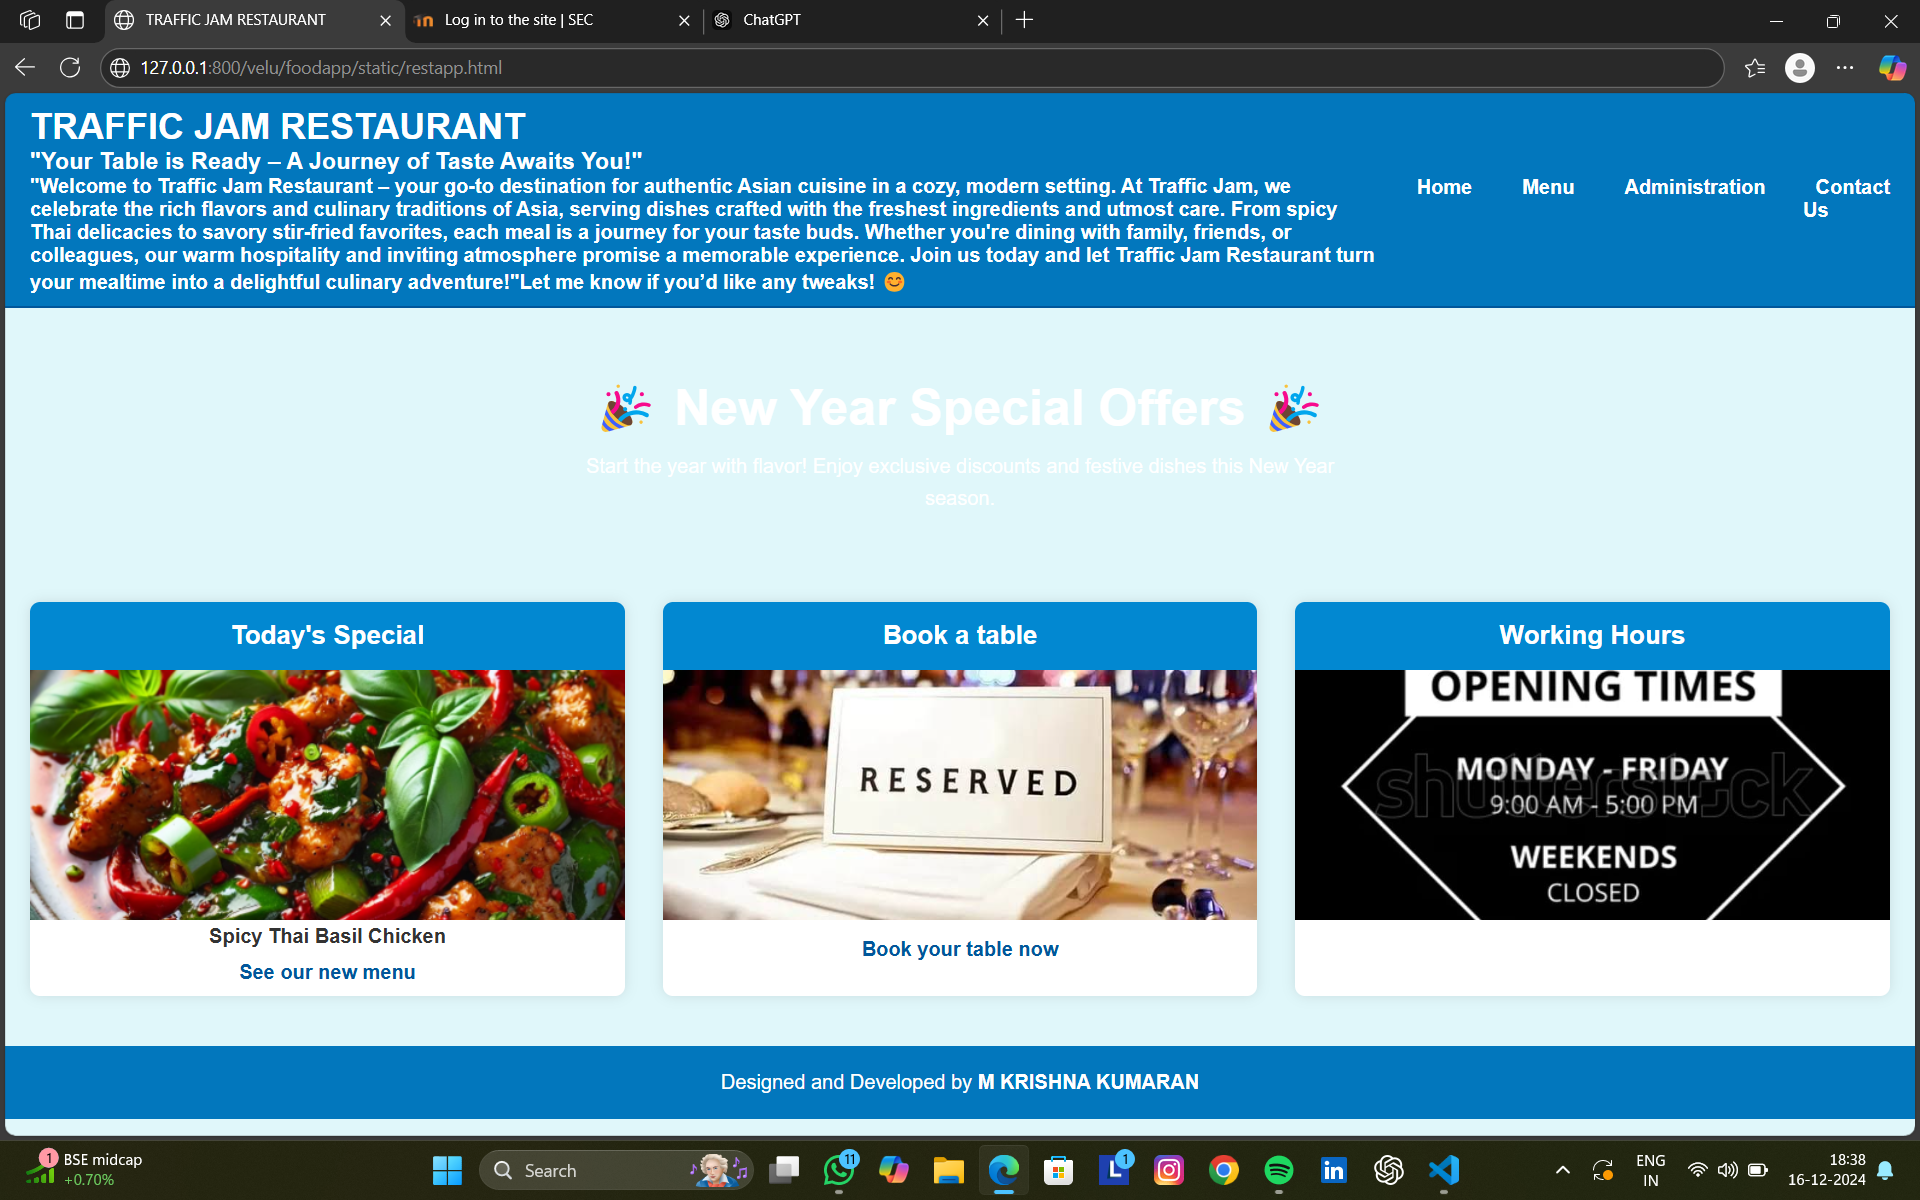 TRAFFIC JAM RESTAURANT
Log in to the site | SEC
ChatGPT
127.0.0.1:800/velu/foodapp/static/restapp.html
TRAFFIC JAM RESTAURANT
"Your Table is Ready – A Journey of Taste Awaits You!"
"Welcome to Traffic Jam Restaurant – your go-to destination for authentic Asian cuisine in a cozy, modern setting. At Traffic Jam, we
celebrate the rich flavors and culinary traditions of Asia, serving dishes crafted with the freshest ingredients and utmost care. From spicy
Thai delicacies to savory stir-fried favorites, each meal is a journey for your taste buds. Whether you're dining with family, friends, or
colleagues, our warm hospitality and inviting atmosphere promise a memorable experience. Join us today and let Traffic Jam Restaurant turn
your mealtime into a delightful culinary adventure!"Let me know if you’d like any tweaks! 😊
Home Menu Administration Contact
Us
🎉 New Year Special Offers 🎉
Start the year with flavor! Enjoy exclusive discounts and festive dishes this New Year
season.
Today's Special
Spicy Thai Basil Chicken
See our new menu
Book a table
RESERVED
Book your table now
Working Hours
OPENING TIMES
MONDAY - FRIDAY
shutterstock
9:00 AM - 5:00 PM
WEEKENDS
CLOSED
Designed and Developed by M KRISHNA KUMARAN
1
BSE midcap
+0.70%
Search
11
L
1
in
ENG
IN
18:38
16-12-2024